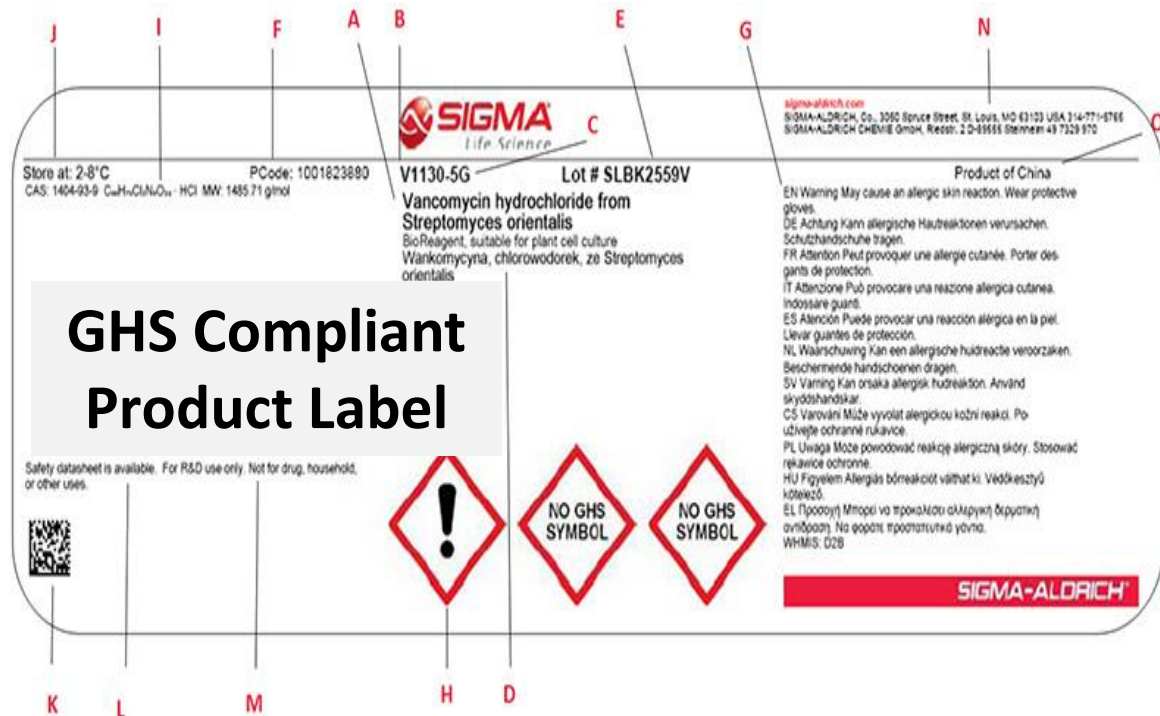 J I F A B E G N
SIGMA
Life Science
C
sigma-aldrich.com
SIGMA-ALDRICH, Co., 3050 Spruce Street, St. Louis, MO 63103 USA 314-771-5765
SIGMA-ALDRICH CHEMIE GmbH, Riedstr. 2 D-89555 Steinheim 49 7329 970
O
Store at: 2-8°C PCode: 1001823880
CAS: 1404-93-9 · HCl MW: 1485.71 g/mol
V1130-5G Lot # SLBK2559V
Vancomycin hydrochloride from
Streptomyces orientalis
BioReagent, suitable for plant cell culture
Wankomycyna, chlorowodorek, ze Streptomyces
orientalis
GHS Compliant
Product Label
Safety datasheet is available. For R&D use only. Not for drug, household,
or other uses.
NO GHS
SYMBOL
NO GHS
SYMBOL
Product of China
EN Warning May cause an allergic skin reaction. Wear protective
gloves.
DE Achtung Kann allergische Hautreaktionen verursachen.
Schutzhandschuhe tragen.
FR Attention Peut provoquer une allergie cutanée. Porter des
gants de protection.
IT Attenzione Può provocare una reazione allergica cutanea.
Indossare guanti.
ES Atención Puede provocar una reacción alérgica en la piel.
Llevar guantes de protección.
NL Waarschuwing Kan een allergische huidreactie veroorzaken.
Beschermende handschoenen dragen.
SV Varning Kan orsaka allergisk hudreaktion. Använd
skyddshandskar.
CS Varování Může vyvolat alergickou kožní reakci. Po
užívejte ochranné rukavice.
PL Uwaga Może powodować reakcję alergiczną skóry. Stosować
rękawice ochronne.
HU Figyelem Allergiás bőrreakciót válthat ki. Védőkesztyű
kötelező.
EL Προσοχή Μπορεί να προκαλέσει αλλεργική δερματική
αντίδραση. Να φοράτε προστατευτικά γάντια.
WHMIS: D2B
SIGMA-ALDRICH
K L M H D